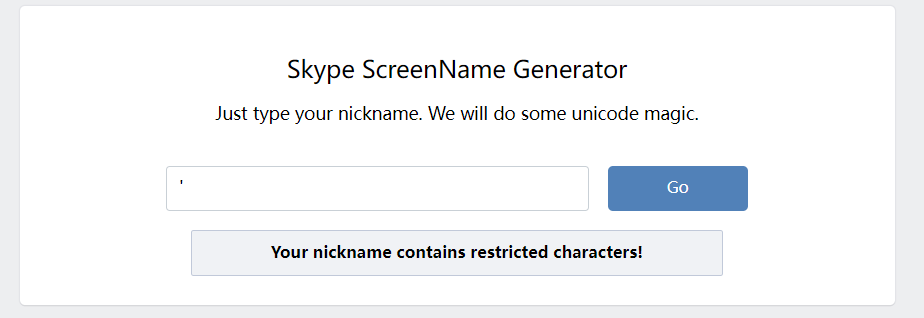 Skype ScreenName Generator
Just type your nickname. We will do some unicode magic.
' Go
Your nickname contains restricted characters!